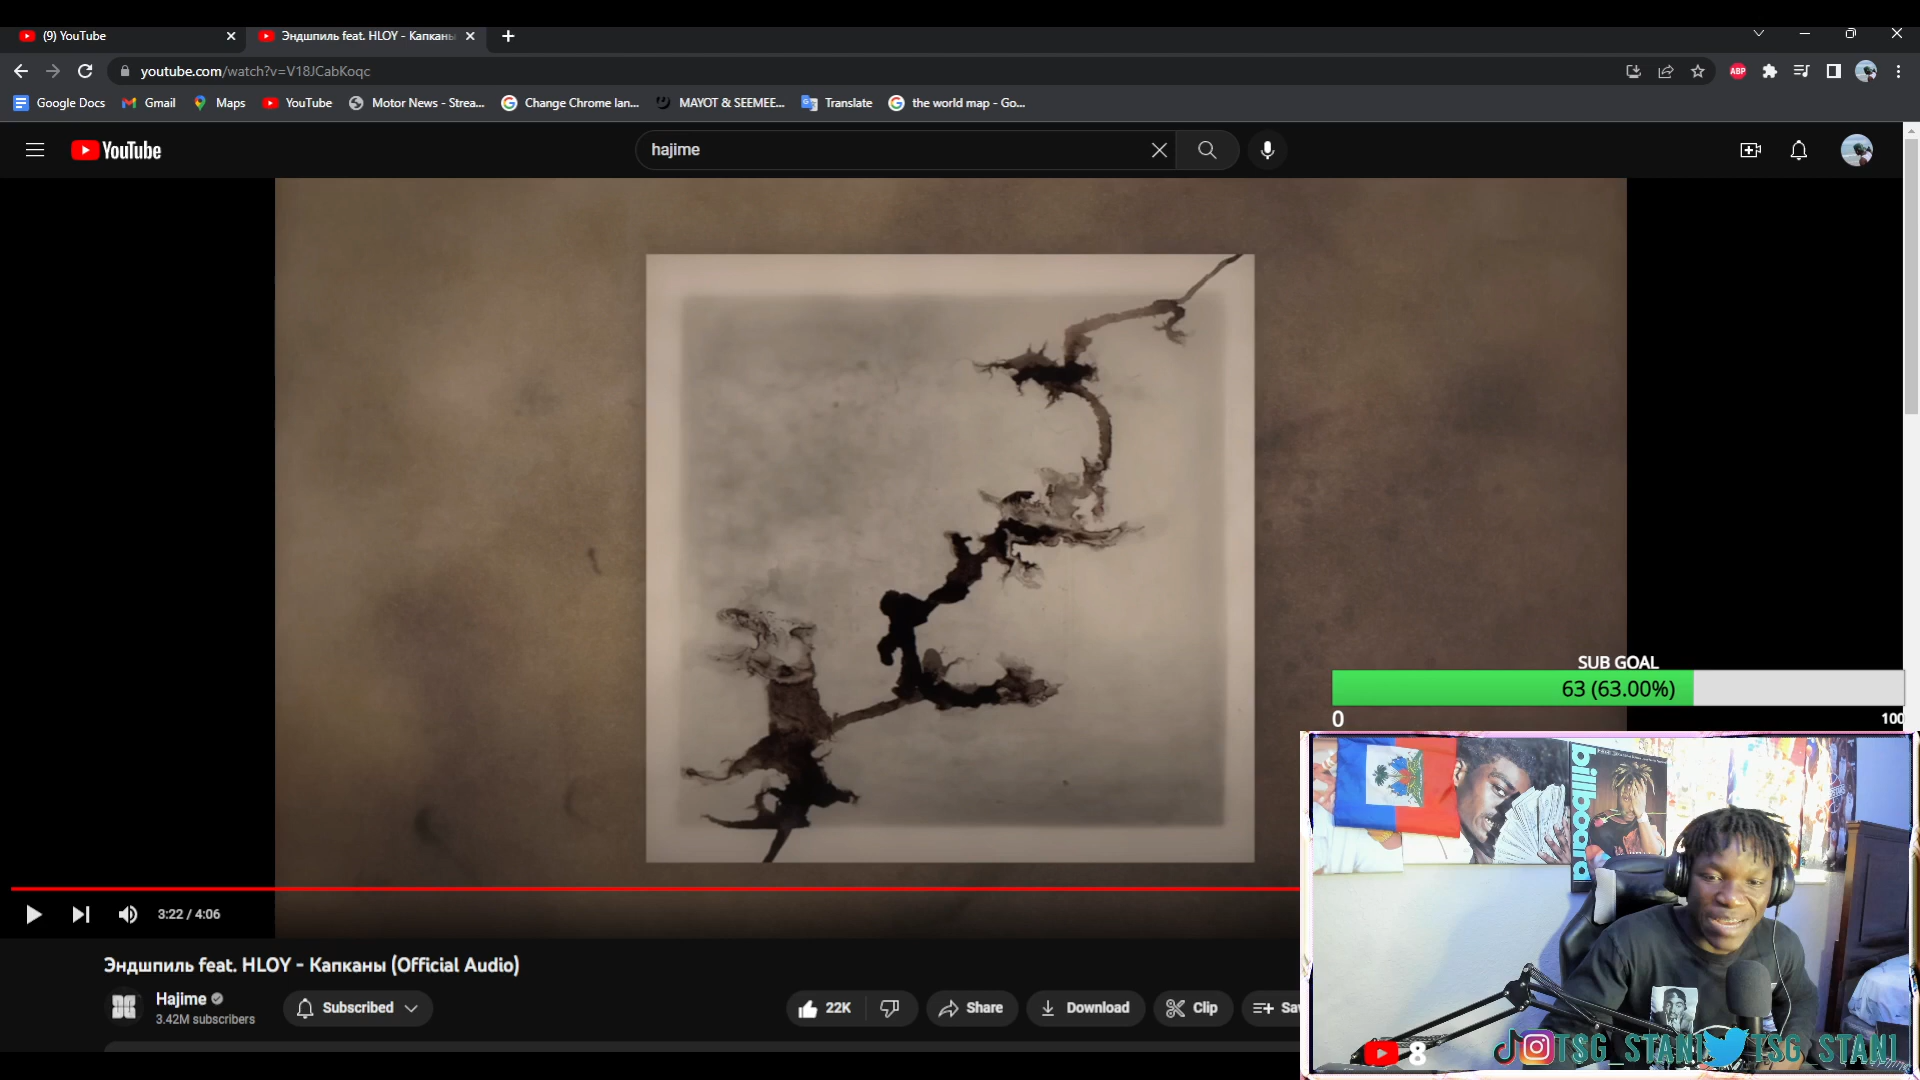 (9) YouTube
Эндшпиль feat. HLOY - Капканы
youtube.com/watch?v=V18JCabKoqc
ABP
Google Docs
Gmail
Maps
YouTube
Motor News - Strea...
Change Chrome lan...
MAYOT & SEEMEE...
Translate
the world map - Go...
YouTube
hajime
SUB GOAL
63 (63.00%)
0
100
billboard
3:22 / 4:06
Эндшпиль feat. HLOY - Капканы (Official Audio)
Hajime
3.42M subscribers
Subscribed
22K
Share
Download
Clip
8
TSG_STAN1
TSG_STAN1